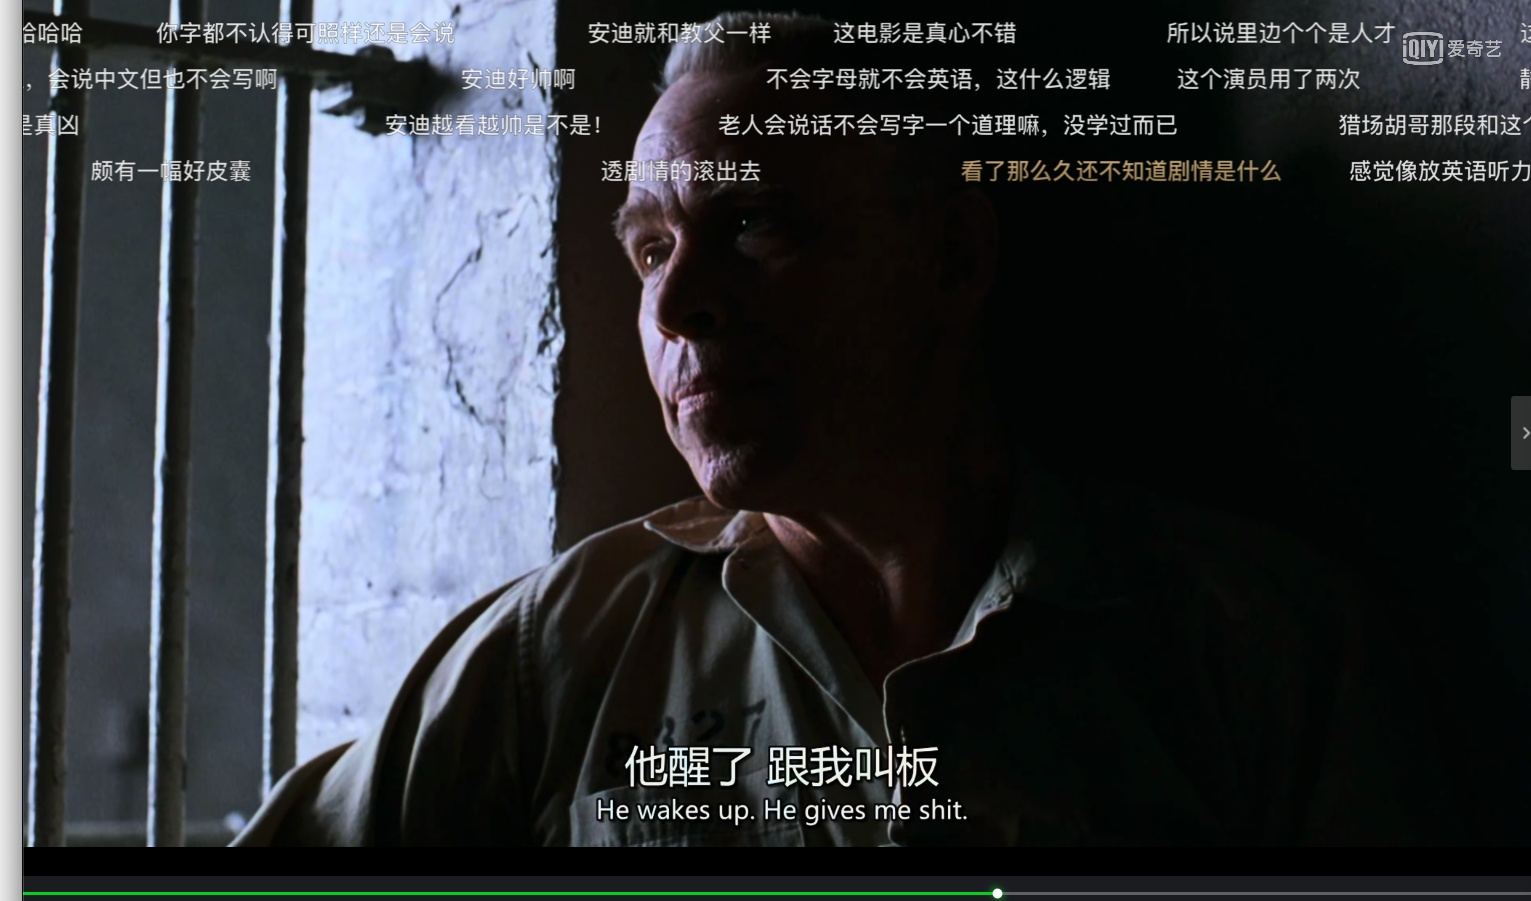 哈哈哈 你字都不认得可照样还是会说 安迪就和教父一样 这电影是真心不错 所以说里边个个是人才
iQIYI 爱奇艺
，会说中文但也不会写啊 安迪好帅啊 不会字母就不会英语，这什么逻辑 这个演员用了两次
是真凶 安迪越看越帅是不是！ 老人会说话不会写字一个道理嘛，没学过而已 猎场胡哥那段和这个
颇有一幅好皮囊 透剧情的滚出去 看了那么久还不知道剧情是什么 感觉像放英语听力
8327
他醒了 跟我叫板
He wakes up. He gives me shit.